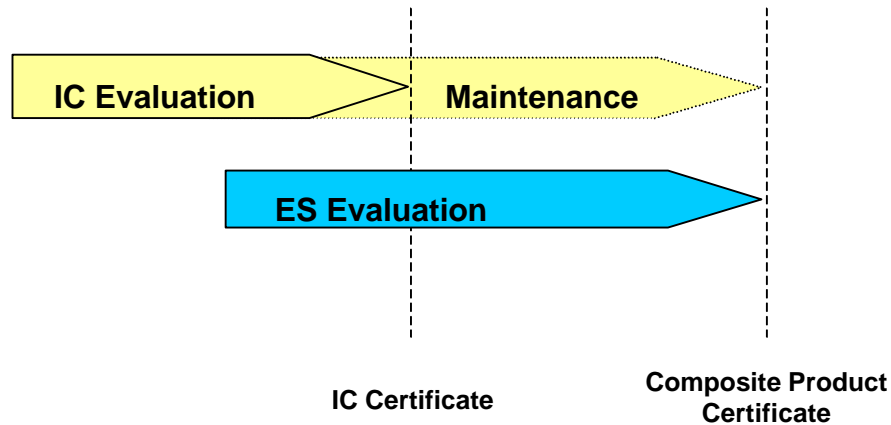 IC Evaluation
Maintenance
ES Evaluation
IC Certificate
Composite Product
Certificate